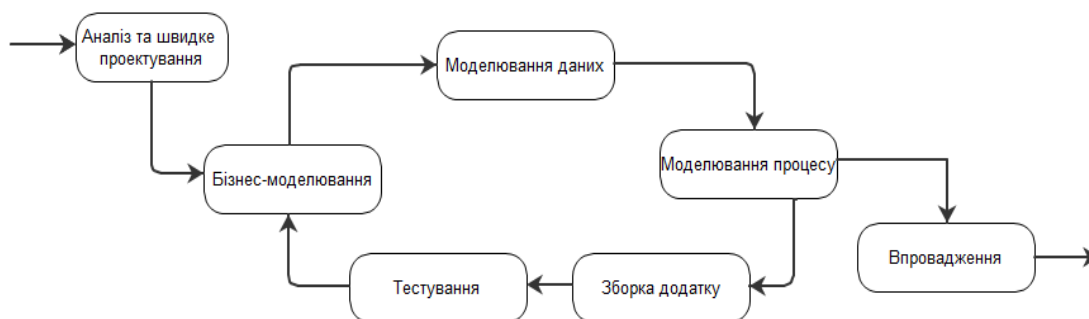 Аналіз та швидке
проектування
Моделювання даних
Бізнес-моделювання
Моделювання процесу
Впровадження
Тестування
Зборка додатку